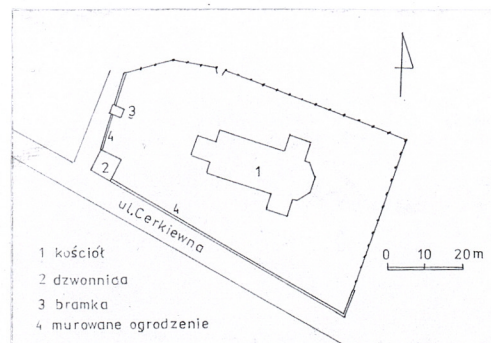 3
4
1
2
4
ul.Cerkiewna
0 10 20 m
1 kościół
2 dzwonnica
3 bramka
4 murowane ogrodzenie